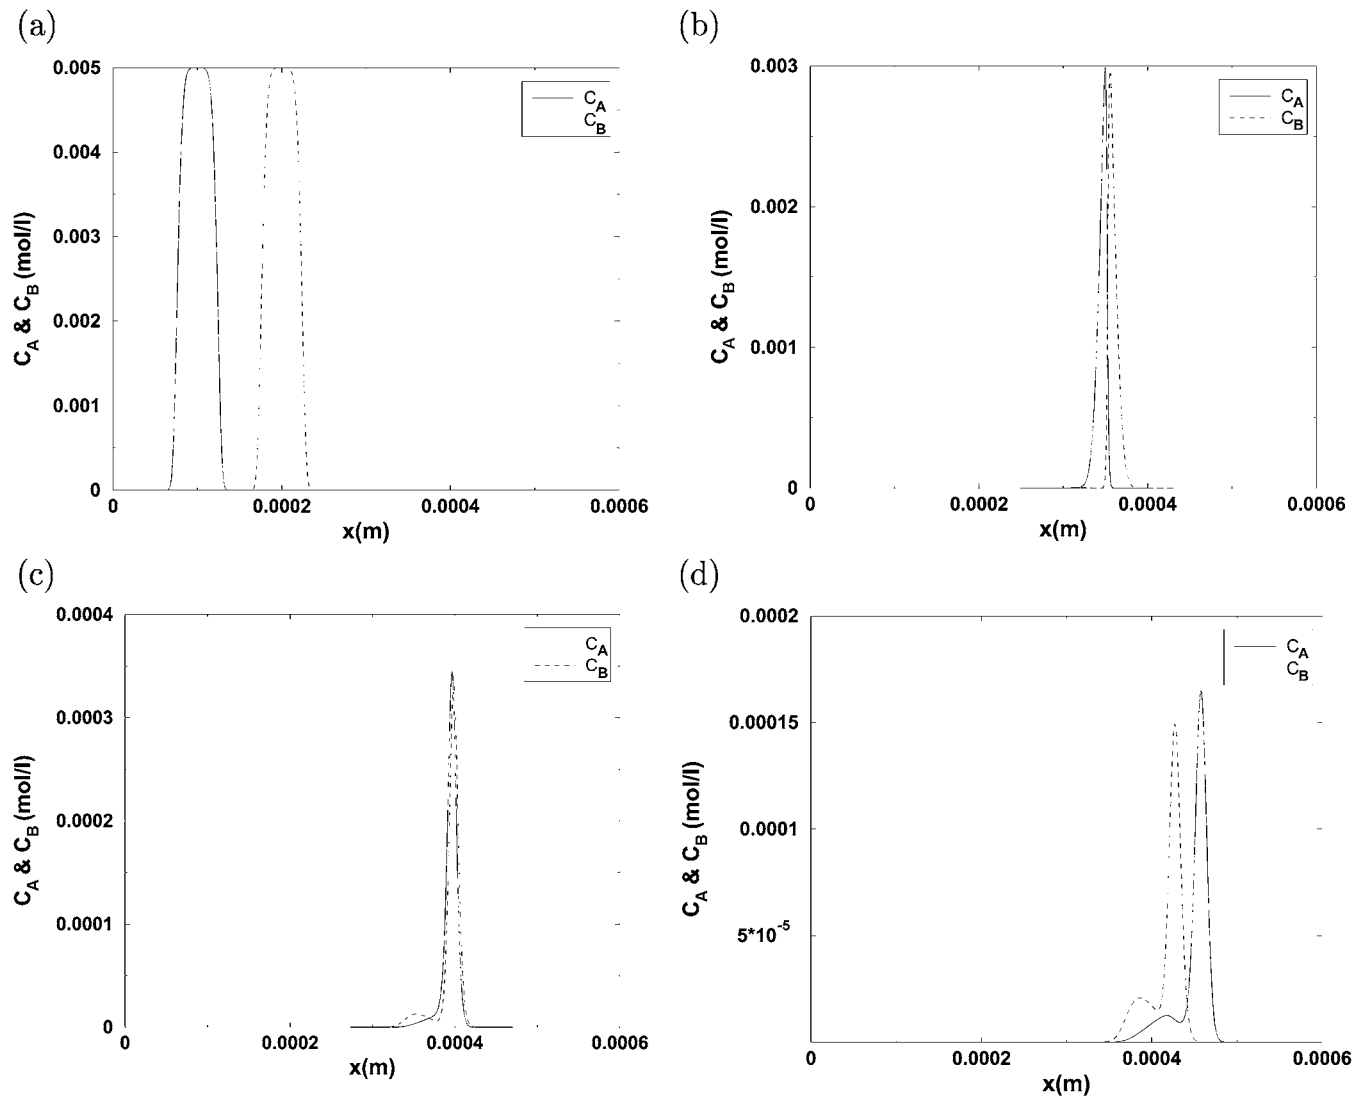 (a)
0.005
0.004
0.003
0.002
0.001
0
C_A & C_B (mol/l)
C_A
C_B
0
0.0002
0.0004
0.0006
x(m)
(b)
0.003
0.002
0.001
0
C_A & C_B (mol/l)
C_A
C_B
0
0.0002
0.0004
0.0006
x(m)
(c)
0.0004
0.0003
0.0002
0.0001
0
C_A & C_B (mol/l)
C_A
C_B
0
0.0002
0.0004
0.0006
x(m)
(d)
0.0002
0.00015
0.0001
5*10^-5
C_A & C_B (mol/l)
C_A
C_B
0
0.0002
0.0004
0.0006
x(m)